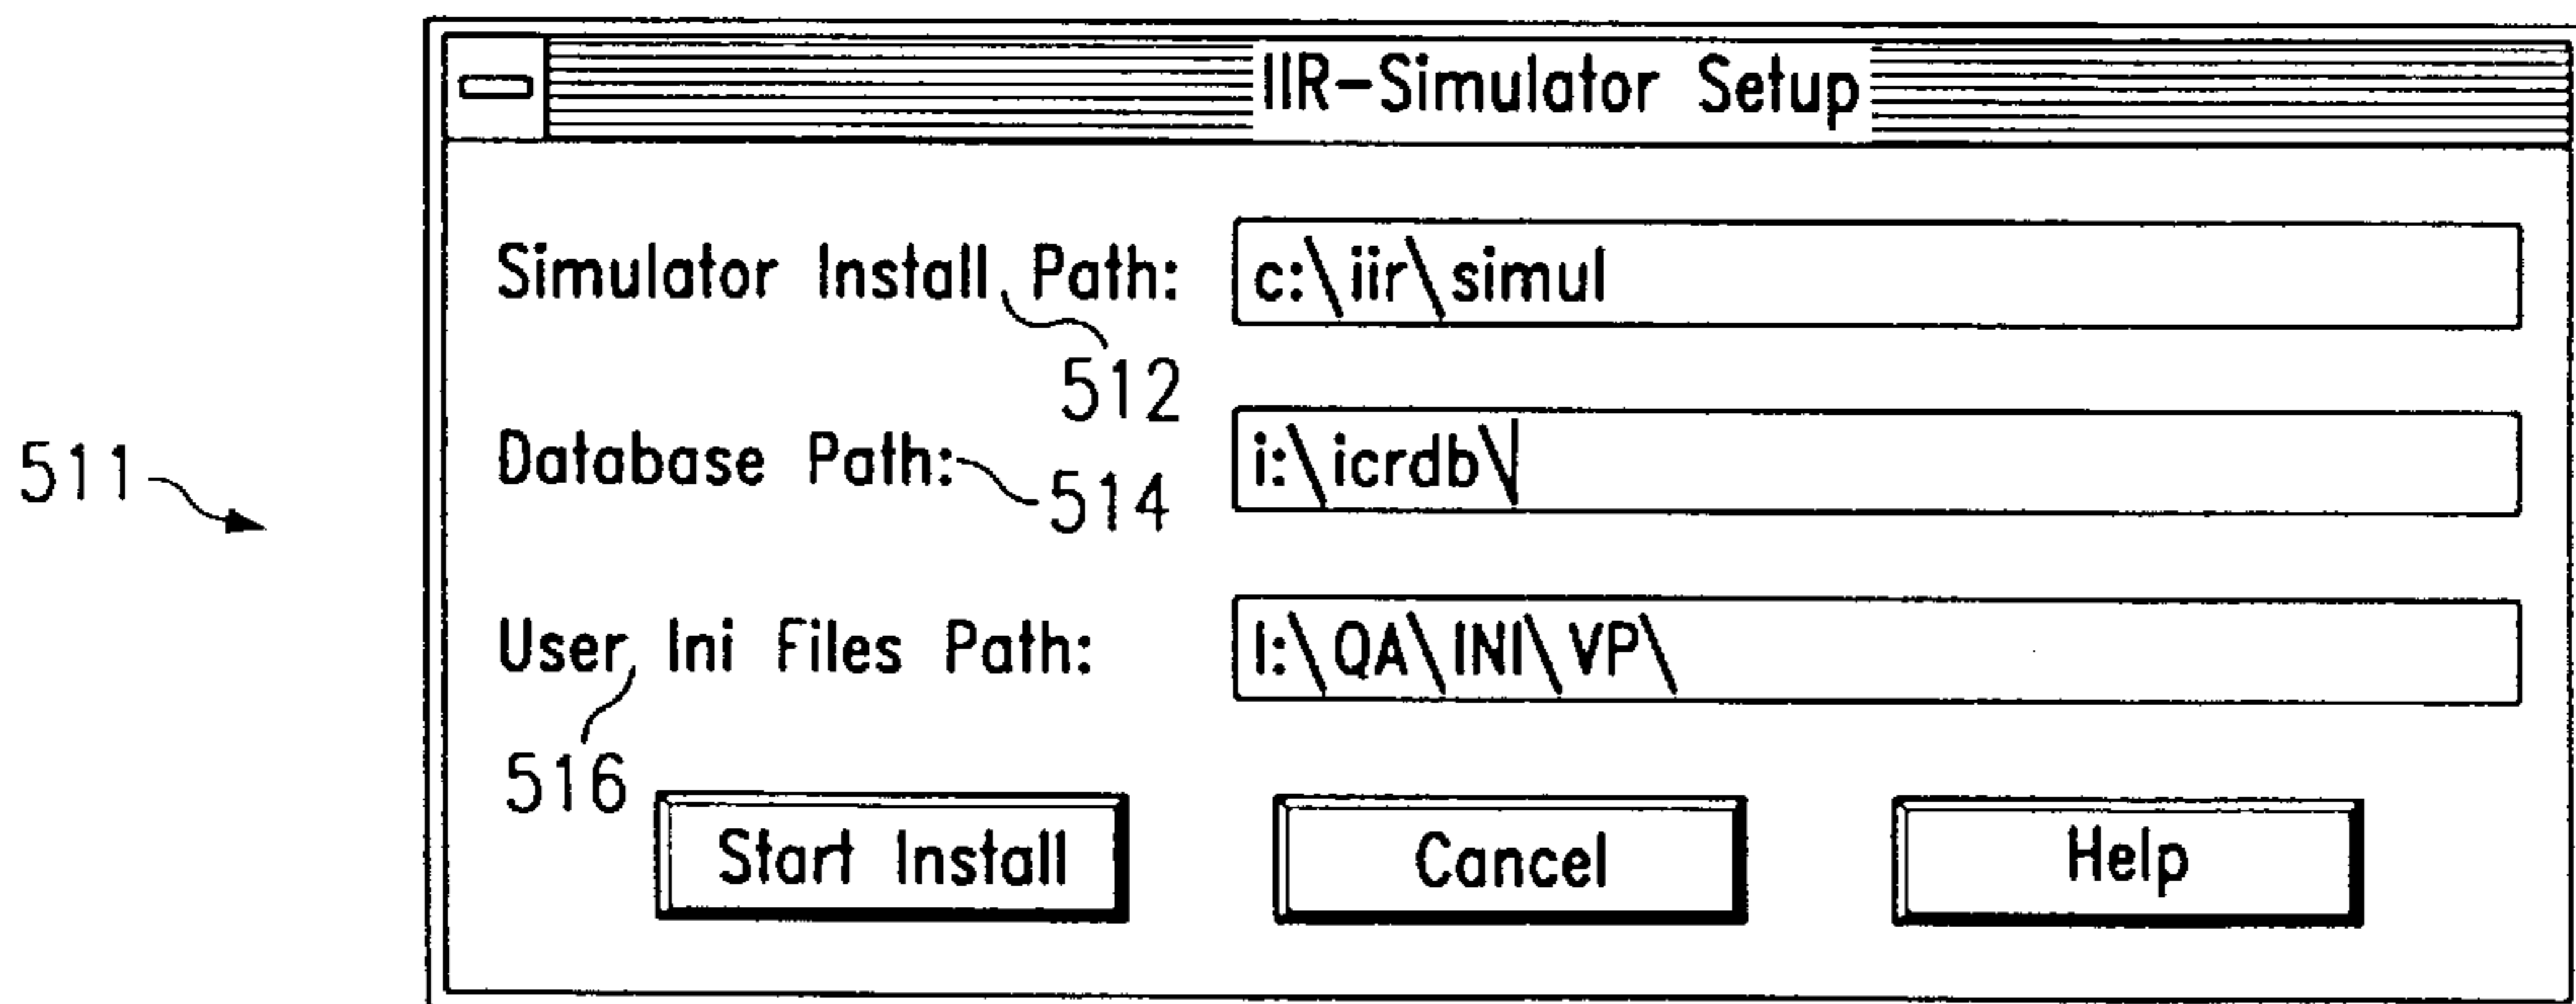 IIR-Simulator Setup
Simulator Install Path: c:\iir\simul
512
Database Path: i:\icrdb\
514
511
User Ini Files Path: I:\QA\INI\VP\
516
Start Install Cancel Help